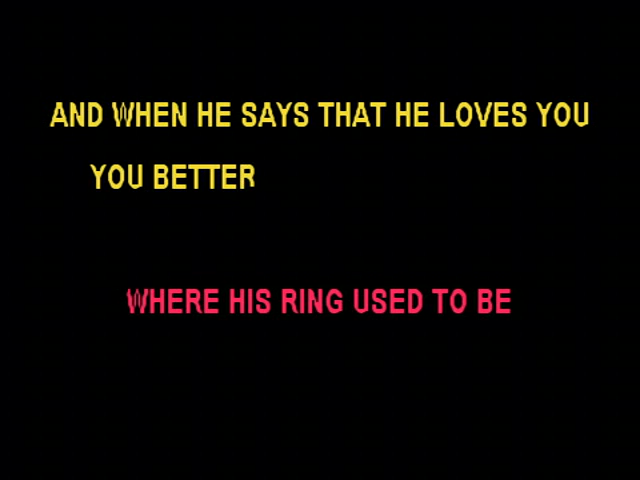 AND WHEN HE SAYS THAT HE LOVES YOU
YOU BETTER
WHERE HIS RING USED TO BE